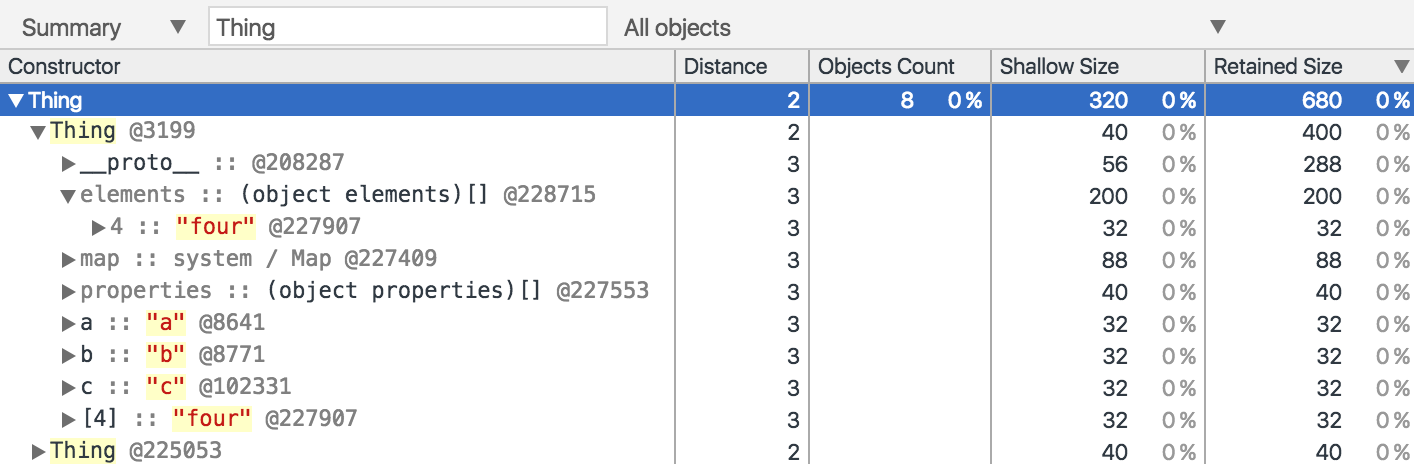 Summary ▼ Thing All objects ▼
Constructor Distance Objects Count Shallow Size Retained Size ▼
▼Thing 2 8 0 % 320 0 % 680 0 %
▼Thing @3199 2 40 0 % 400 0 %
▶__proto__ :: @208287 3 56 0 % 288 0 %
▼elements :: (object elements)[] @228715 3 200 0 % 200 0 %
▶4 :: "four" @227907 3 32 0 % 32 0 %
▶map :: system / Map @227409 3 88 0 % 88 0 %
▶properties :: (object properties)[] @227553 3 40 0 % 40 0 %
▶a :: "a" @8641 3 32 0 % 32 0 %
▶b :: "b" @8771 3 32 0 % 32 0 %
▶c :: "c" @102331 3 32 0 % 32 0 %
▶[4] :: "four" @227907 3 32 0 % 32 0 %
▶Thing @225053 2 40 0 % 40 0 %